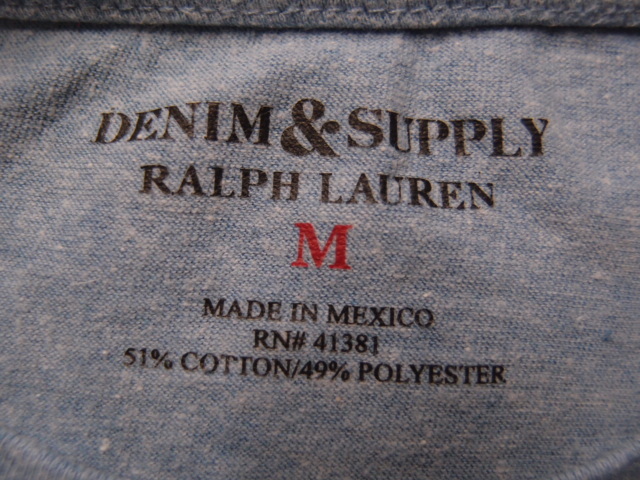 DENIM & SUPPLY
RALPH LAUREN
M
MADE IN MEXICO
RN# 41381
51% COTTON/49% POLYESTER